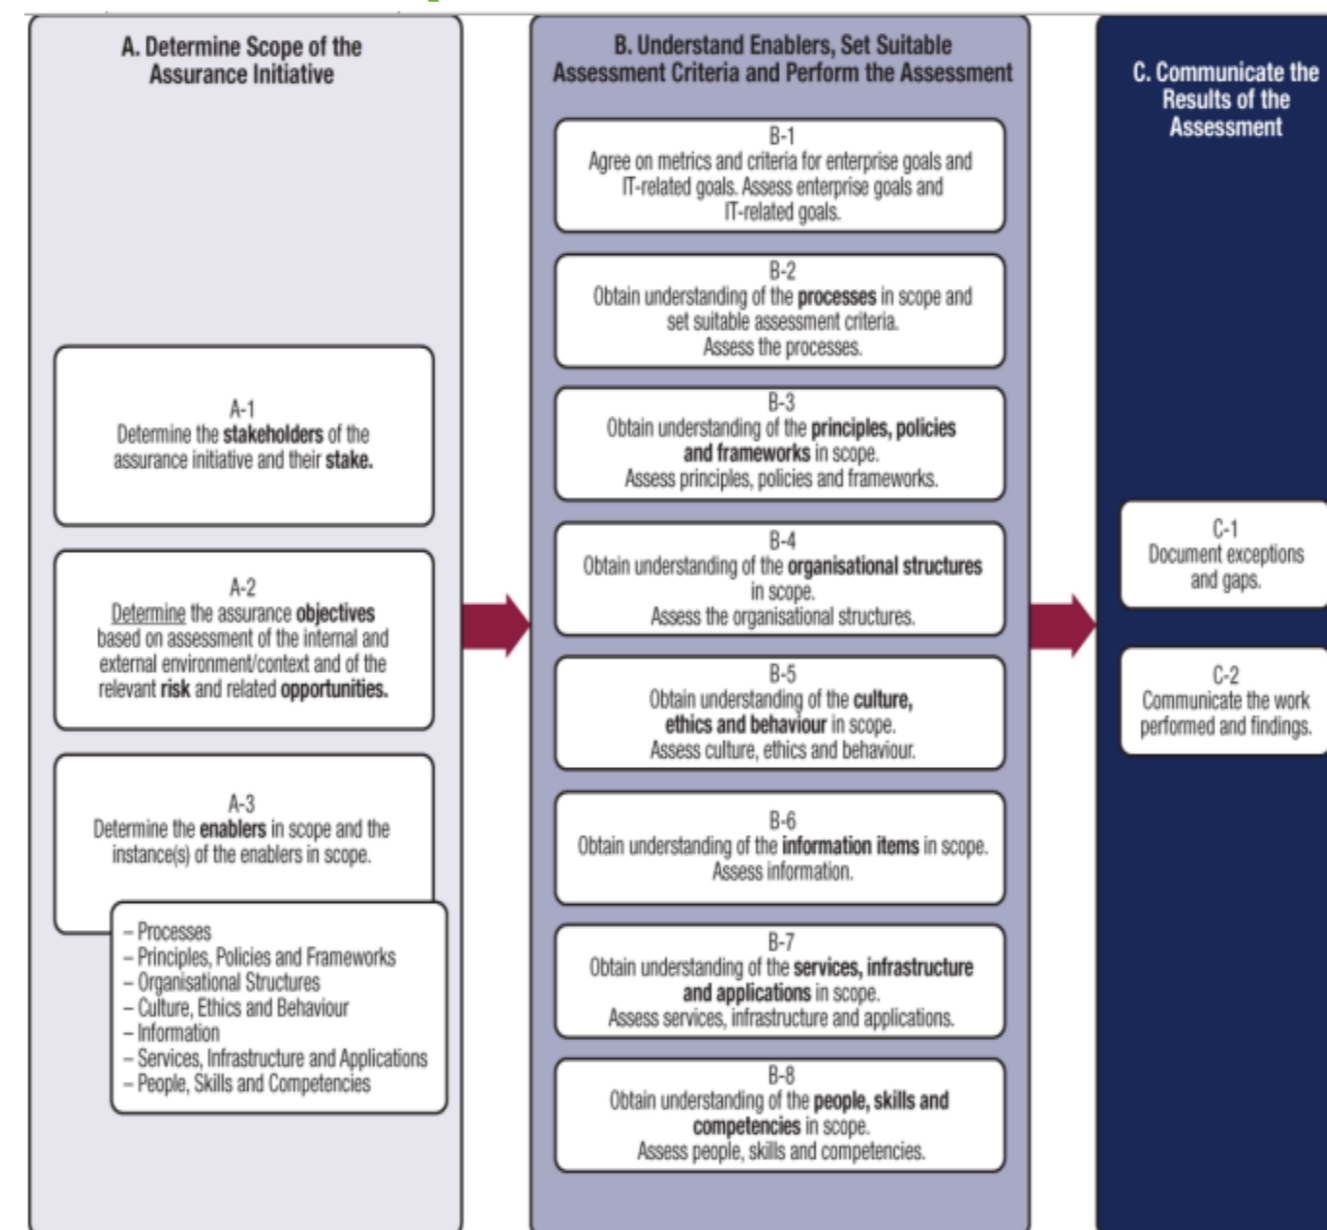 A. Determine Scope of the
Assurance Initiative
A-1
Determine the stakeholders of the
assurance initiative and their stake.
A-2
Determine the assurance objectives
based on assessment of the internal and
external environment/context and of the
relevant risk and related opportunities.
A-3
Determine the enablers in scope and the
instance(s) of the enablers in scope.
– Processes
– Principles, Policies and Frameworks
– Organisational Structures
– Culture, Ethics and Behaviour
– Information
– Services, Infrastructure and Applications
– People, Skills and Competencies
B. Understand Enablers, Set Suitable
Assessment Criteria and Perform the Assessment
B-1
Agree on metrics and criteria for enterprise goals and
IT-related goals. Assess enterprise goals and
IT-related goals.
B-2
Obtain understanding of the processes in scope and
set suitable assessment criteria.
Assess the processes.
B-3
Obtain understanding of the principles, policies
and frameworks in scope.
Assess principles, policies and frameworks.
B-4
Obtain understanding of the organisational structures
in scope.
Assess the organisational structures.
B-5
Obtain understanding of the culture,
ethics and behaviour in scope.
Assess culture, ethics and behaviour.
B-6
Obtain understanding of the information items in scope.
Assess information.
B-7
Obtain understanding of the services, infrastructure
and applications in scope.
Assess services, infrastructure and applications.
B-8
Obtain understanding of the people, skills and
competencies in scope.
Assess people, skills and competencies.
C. Communicate the
Results of the
Assessment
C-1
Document exceptions
and gaps.
C-2
Communicate the work
performed and findings.